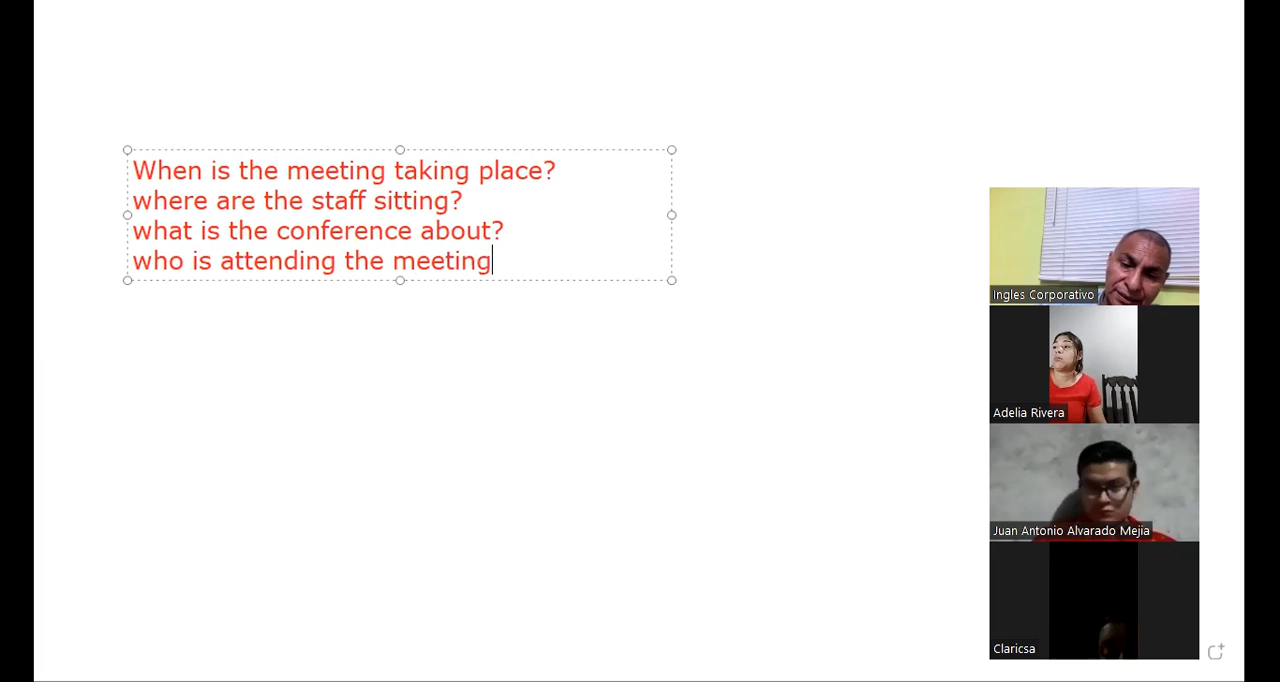 When is the meeting taking place?
where are the staff sitting?
what is the conference about?
who is attending the meeting
Ingles Corporativo
Adelia Rivera
Juan Antonio Alvarado Mejia
Claricsa